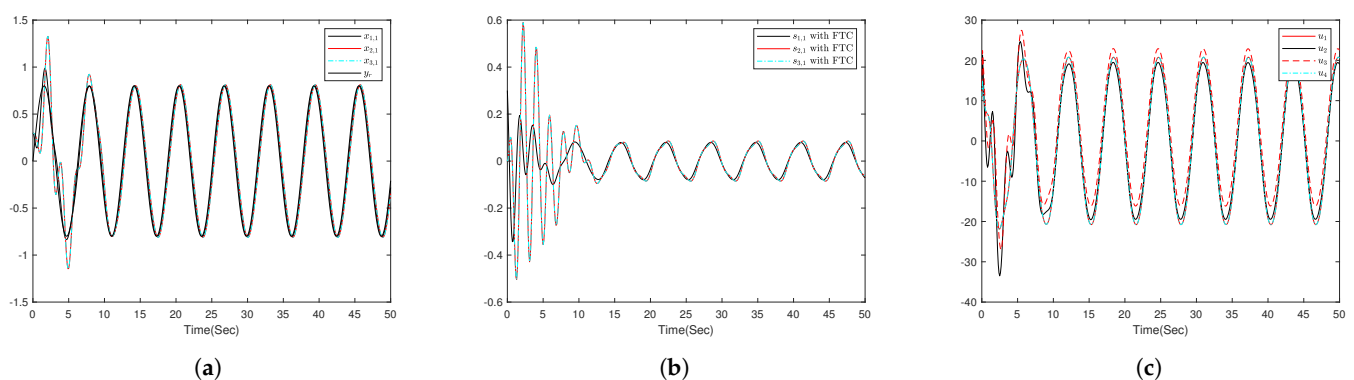 1.5
1
0.5
0
-0.5
-1
-1.5
0 5 10 15 20 25 30 35 40 45 50
Time(Sec)
x₁,₁
x₂,₁
x₃,₁
yᵣ
(a)
0.6
0.4
0.2
0
-0.2
-0.4
-0.6
0 5 10 15 20 25 30 35 40 45 50
Time(Sec)
s₁,₁ with FTC
s₂,₁ with FTC
s₃,₁ with FTC
(b)
30
20
10
0
-10
-20
-30
-40
0 5 10 15 20 25 30 35 40 45 50
Time(Sec)
u₁
u₂
u₃
u₄
(c)